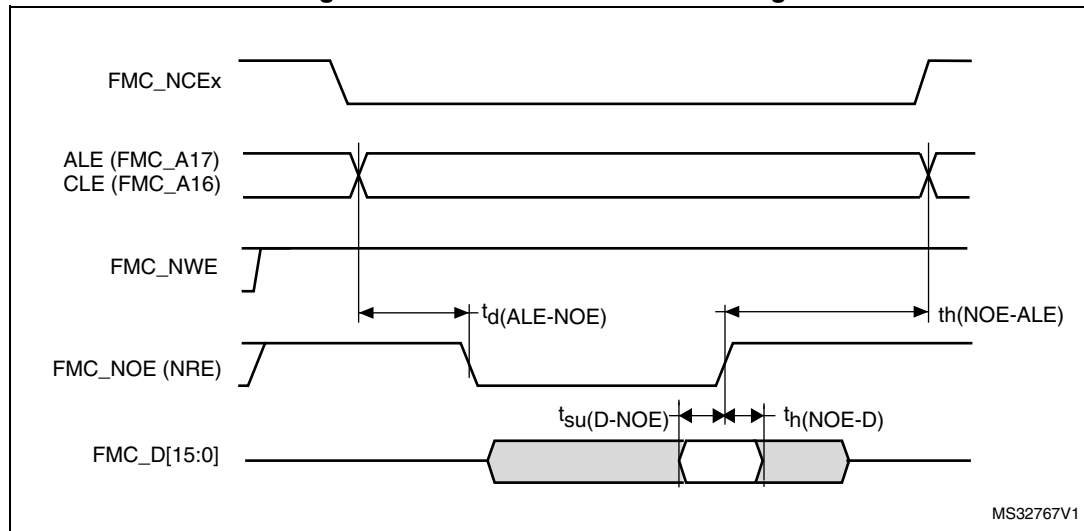 FMC_NCEx
ALE (FMC_A17)
CLE (FMC_A16)
FMC_NWE
td(ALE-NOE)
th(NOE-ALE)
FMC_NOE (NRE)
tsu(D-NOE)
th(NOE-D)
FMC_D[15:0]
MS32767V1